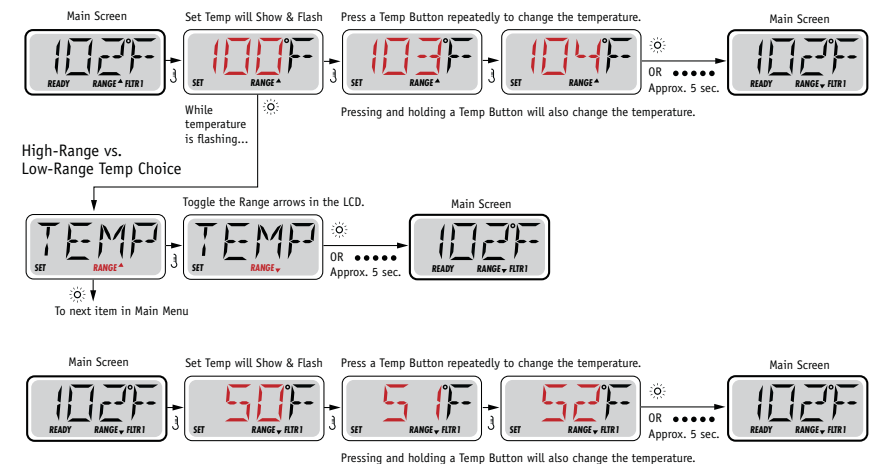 Main Screen Set Temp will Show & Flash Press a Temp Button repeatedly to change the temperature. Main Screen
102°F 100°F 103°F 104°F 102°F
READY RANGE FLTR1 SET RANGE SET RANGE SET RANGE READY RANGE FLTR1
OR
Approx. 5 sec.
While
temperature
is flashing...
Pressing and holding a Temp Button will also change the temperature.
High-Range vs.
Low-Range Temp Choice
Toggle the Range arrows in the LCD. Main Screen
TEMP TEMP 102°F
SET RANGE SET RANGE READY RANGE FLTR1
OR
Approx. 5 sec.
To next item in Main Menu
Main Screen Set Temp will Show & Flash Press a Temp Button repeatedly to change the temperature. Main Screen
102°F 50°F 51°F 52°F 102°F
READY RANGE FLTR1 SET RANGE FLTR1 SET RANGE FLTR1 SET RANGE FLTR1 READY RANGE FLTR1
OR
Approx. 5 sec.
Pressing and holding a Temp Button will also change the temperature.